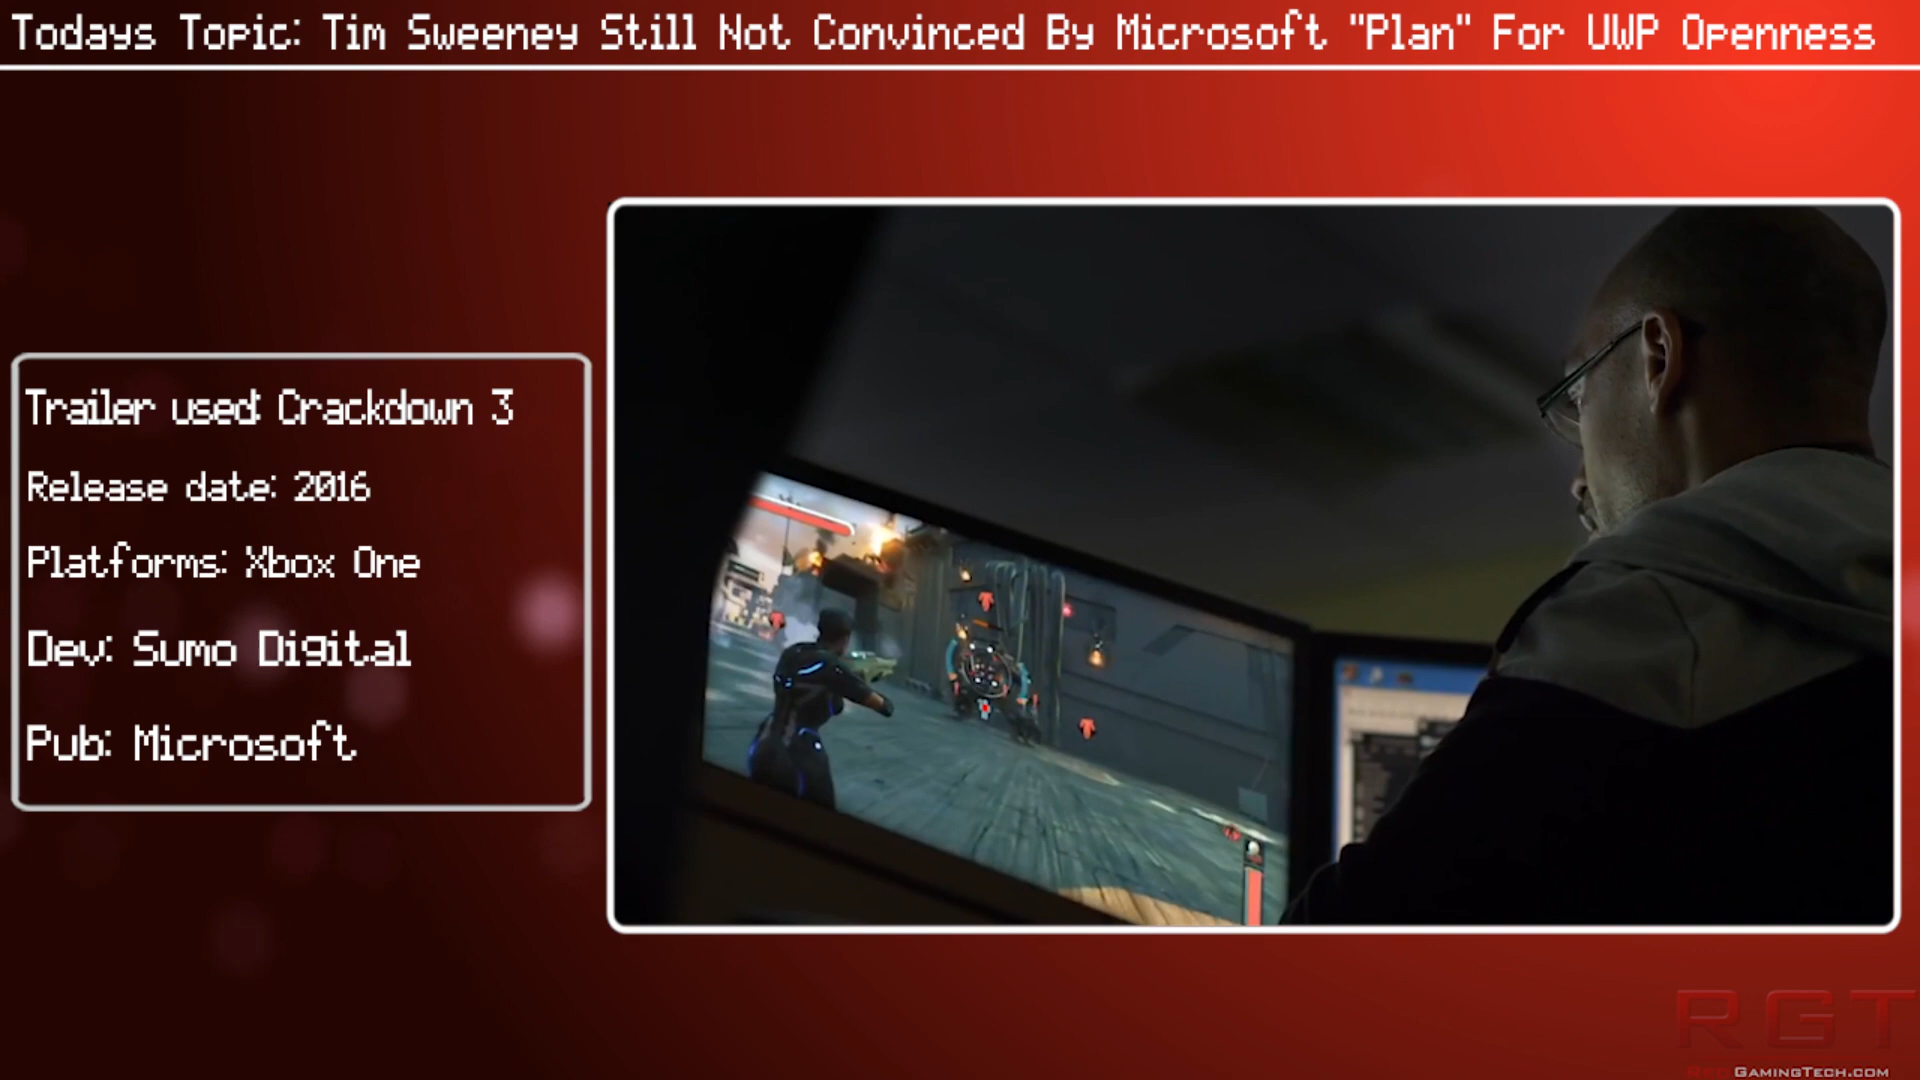 Todays Topic: Tim Sweeney Still Not Convinced By Microsoft "Plan" For UWP Openness
Trailer used: Crackdown 3
Release date: 2016
Platforms: Xbox One
Dev: Sumo Digital
Pub: Microsoft
RGT
RedGamingTech.com